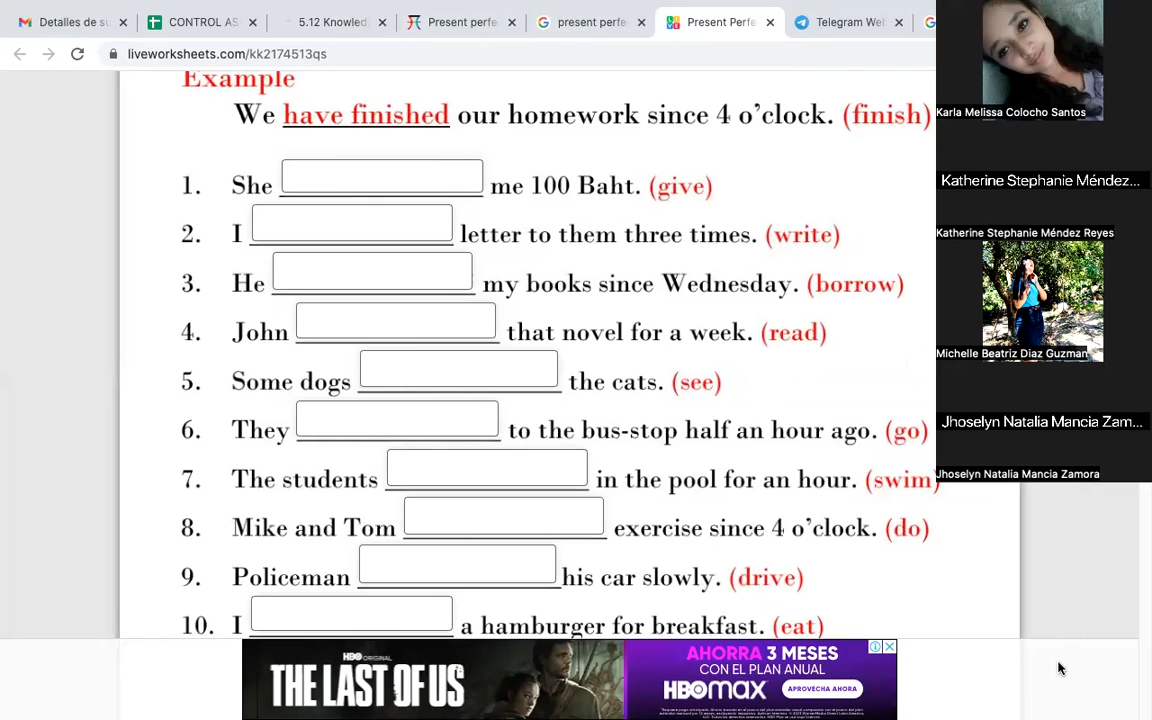 Detalles de su
CONTROL AS
5.12 Knowled
Present perfe
present perfe
Present Perfe
Telegram Wel
liveworksheets.com/kk2174513qs
Example
We have finished our homework since 4 o'clock. (finish)
1. She me 100 Baht. (give)
2. I letter to them three times. (write)
3. He my books since Wednesday. (borrow)
4. John that novel for a week. (read)
5. Some dogs the cats. (see)
6. They to the bus-stop half an hour ago. (go)
7. The students in the pool for an hour. (swim)
8. Mike and Tom exercise since 4 o'clock. (do)
9. Policeman his car slowly. (drive)
10. I a hamburger for breakfast. (eat)
Karla Melissa Colocho Santos
Katherine Stephanie Méndez...
Katherine Stephanie Méndez Reyes
Michelle Beatriz Diaz Guzman
Jhoselyn Natalia Mancia Zam...
Jhoselyn Natalia Mancia Zamora
HBO ORIGINAL
THE LAST OF US
AHORRA 3 MESES
CON EL PLAN ANUAL
HBOMAX
APROVECHA AHORA